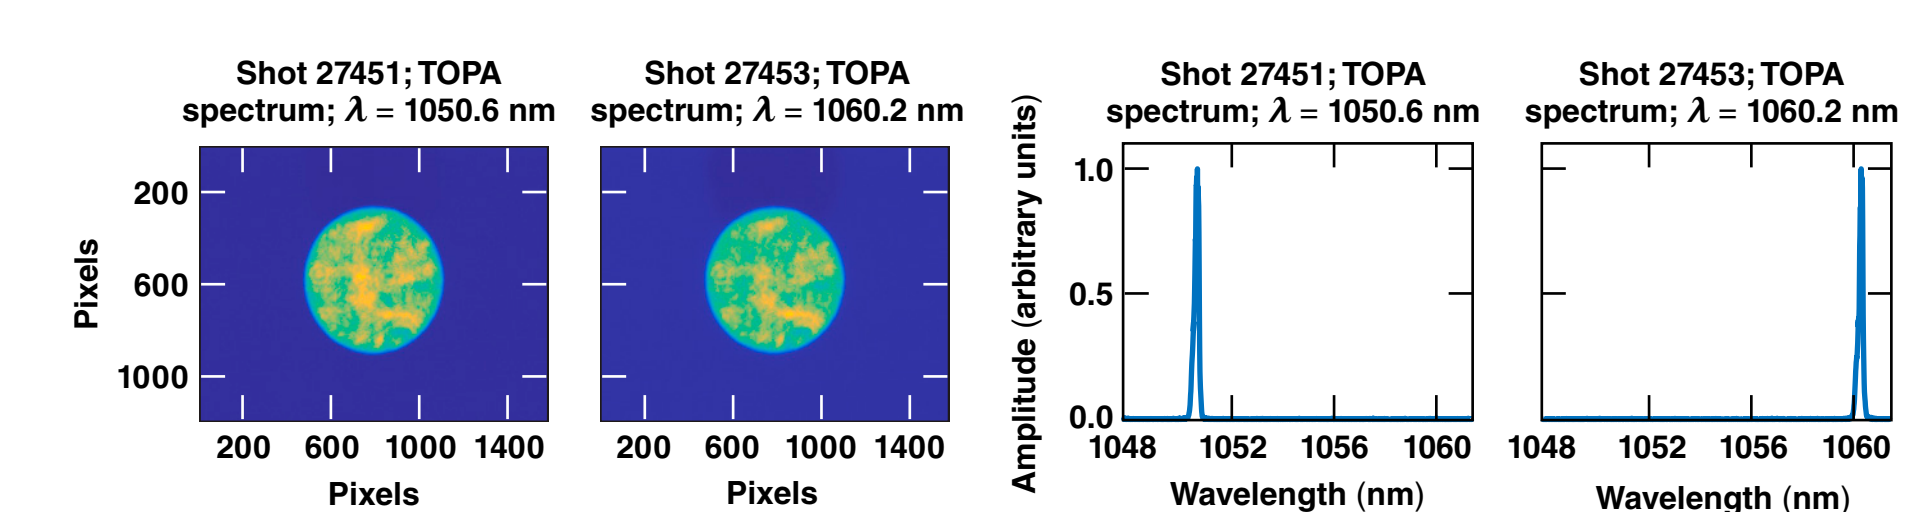 Shot 27451; TOPA
spectrum; λ = 1050.6 nm
Shot 27453; TOPA
spectrum; λ = 1060.2 nm
Shot 27451; TOPA
spectrum; λ = 1050.6 nm
Shot 27453; TOPA
spectrum; λ = 1060.2 nm
Pixels
200
600
1000
200 600 1000 1400
Pixels
200 600 1000 1400
Pixels
Amplitude (arbitrary units)
1.0
0.5
0.0
1048 1052 1056 1060
Wavelength (nm)
1048 1052 1056 1060
Wavelength (nm)